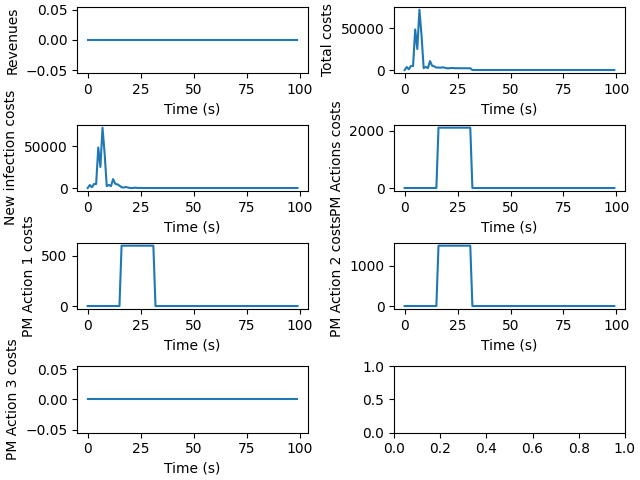 Revenues
0.05
0.00
−0.05
0 25 50 75 100
Time (s)
Total costs
50000
0
0 25 50 75 100
Time (s)
New infection costs
50000
0
0 25 50 75 100
Time (s)
PM Actions costs
2000
0
0 25 50 75 100
Time (s)
PM Action 1 costs
500
0
0 25 50 75 100
Time (s)
PM Action 2 costs
1000
0
0 25 50 75 100
Time (s)
PM Action 3 costs
0.05
0.00
−0.05
0 25 50 75 100
Time (s)
1.0
0.5
0.0
0.0 0.2 0.4 0.6 0.8 1.0